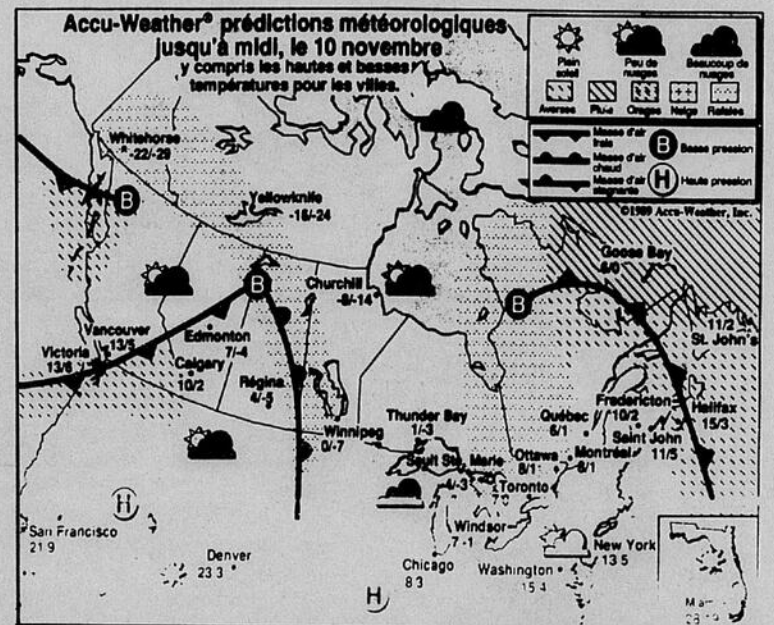 Accu-Weather® prédictions météorologiques
jusqu'à midi, le 10 novembre
y compris les hautes et basses
températures pour les villes.
Plein
soleil
Peu de
nuages
Beaucoup de
nuages
Averses
Pluie
Orages
Neige
Rafales
Masse d'air
frais
Masse d'air
chaud
Masse d'air
stagnante
B Basse pression
H Haute pression
©1989 Accu-Weather, Inc.
Whitehorse
-22/-29
Yellowknife
-16/-24
B
B
Churchill
-8/-14
B
Goose Bay
6/0
11/2
St. John's
Vancouver
13/5
Victoria
13/6
Edmonton
7/-4
Calgary
10/2
Régina
4/-5
Winnipeg
0/-7
Thunder Bay
1/-3
Sault Ste. Marie
4/-3
Québec
6/1
Fredericton
10/2
Halifax
15/3
Saint John
11/5
Ottawa
8/1
Montréal
8/1
Toronto
Windsor
7 -1
H
San Francisco
21 9
Denver
23 3
Chicago
8 3
H
Washington
15 4
New York
13 5